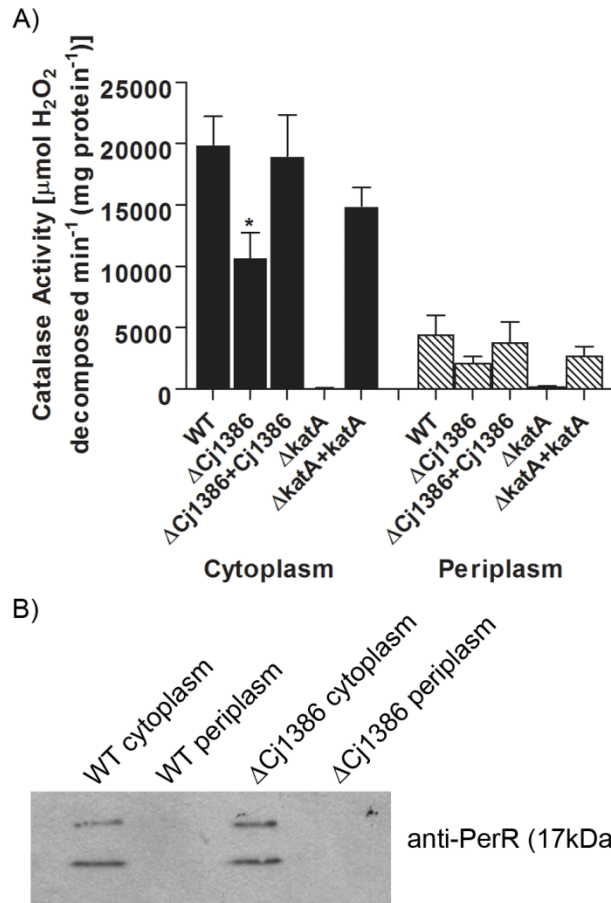 A)
Catalase Activity [μmol H2O2
decomposed min-1 (mg protein-1)]
25000
20000
15000
10000
5000
0
*
WT
ΔCj1386
ΔCj1386+Cj1386
ΔkatA
ΔkatA+katA
WT
ΔCj1386
ΔCj1386+Cj1386
ΔkatA
ΔkatA+katA
Cytoplasm
Periplasm
B)
WT cytoplasm
WT periplasm
ΔCj1386 cytoplasm
ΔCj1386 periplasm
anti-PerR (17kDa